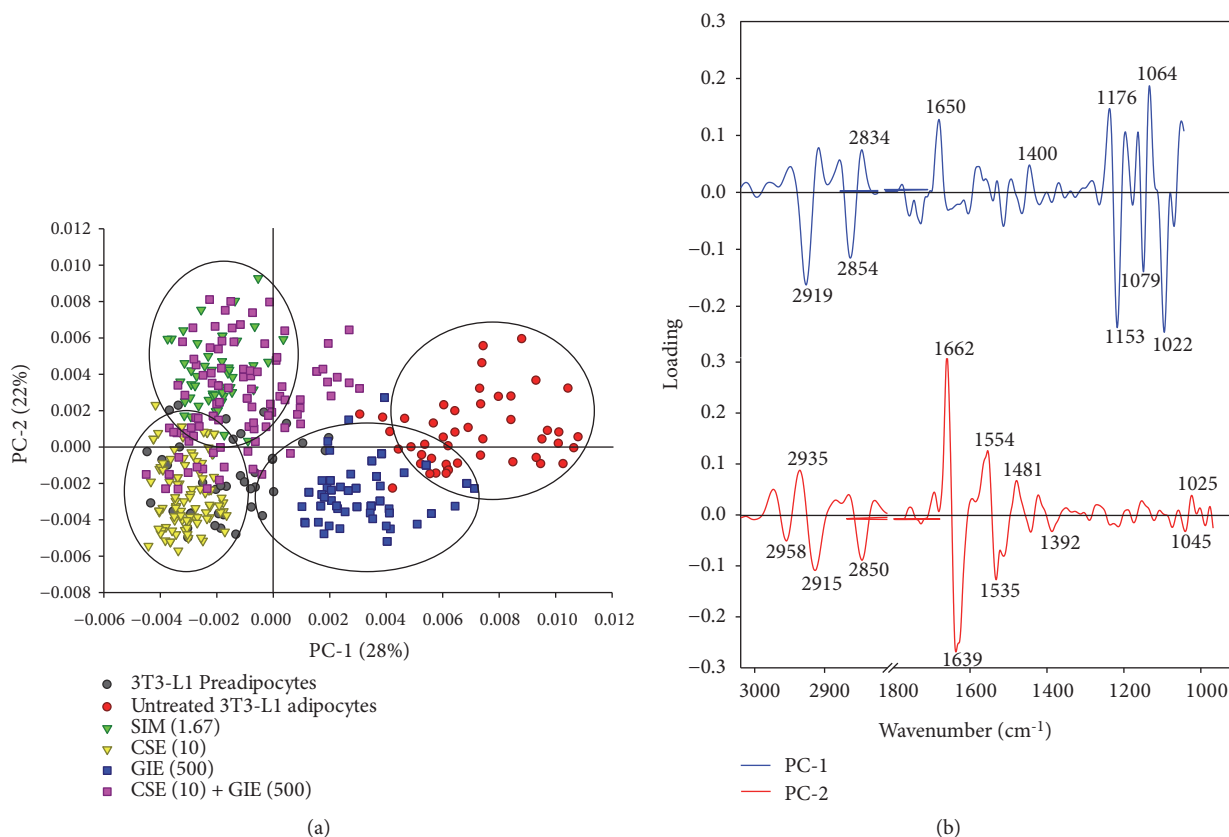 0.012
0.010
0.008
0.006
0.004
0.002
0.000
−0.002
−0.004
−0.006
−0.008
PC-2 (22%)
−0.006 −0.004 −0.002 0.000 0.002 0.004 0.006 0.008 0.010 0.012
PC-1 (28%)
3T3-L1 Preadipocytes
Untreated 3T3-L1 adipocytes
SIM (1.67)
CSE (10)
GIE (500)
CSE (10) + GIE (500)
(a)
0.3
0.2
0.1
0.0
−0.1
−0.2
0.3
0.2
0.1
0.0
−0.1
−0.2
−0.3
Loading
2919
2854
2834
1650
1400
1176
1153
1079
1064
1022
2958
2935
2915
2850
1662
1639
1554
1535
1481
1392
1045
1025
3000 2900 1800 1600 1400 1200 1000
Wavenumber (cm⁻¹)
PC-1
PC-2
(b)